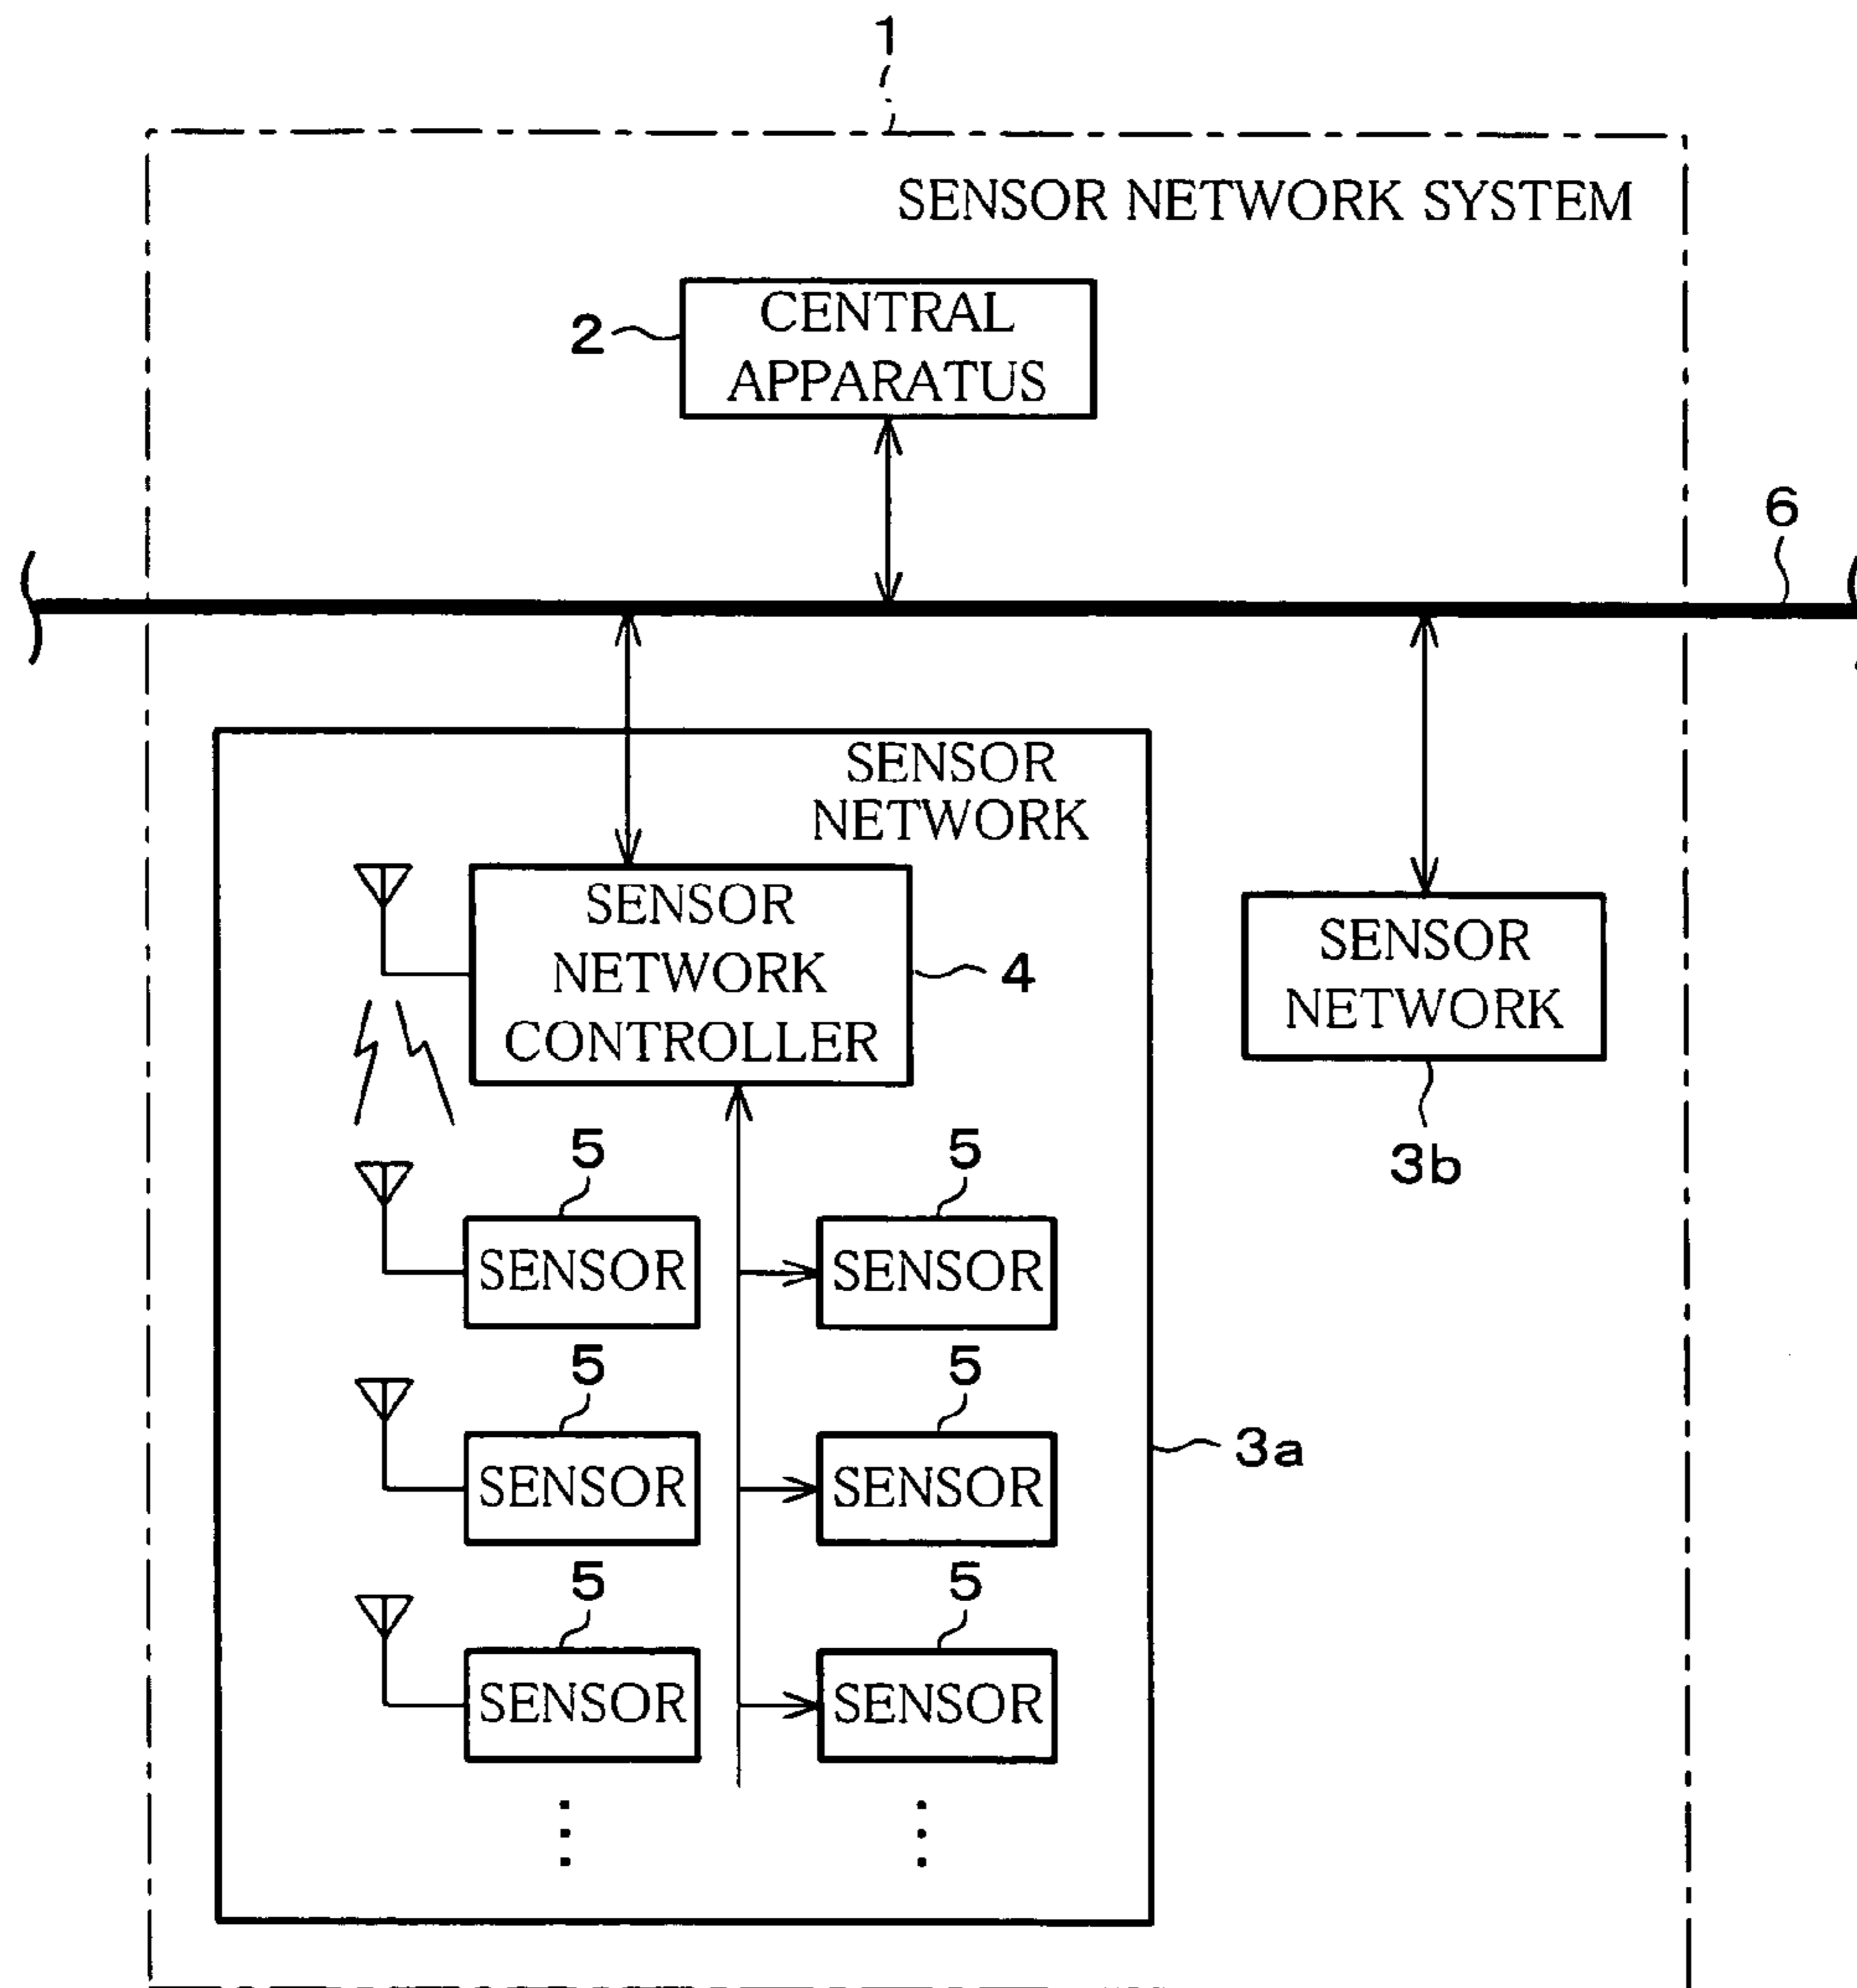 1
SENSOR NETWORK SYSTEM
2
CENTRAL
APPARATUS
6
SENSOR
NETWORK
SENSOR
NETWORK
CONTROLLER
4
SENSOR
NETWORK
3b
5
5
SENSOR
SENSOR
5
5
SENSOR
SENSOR
3a
5
5
SENSOR
SENSOR